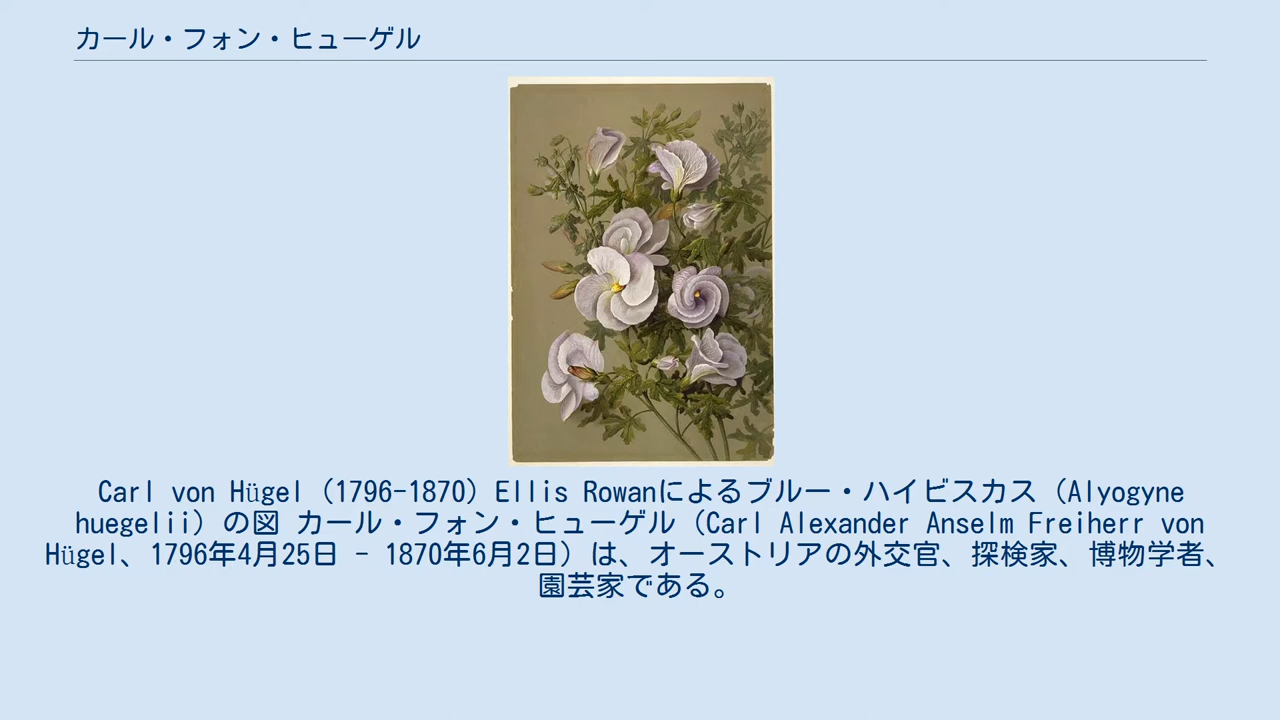 カール・フォン・ヒューゲル
Carl von Hügel (1796-1870) Ellis Rowanによるブルー・ハイビスカス (Alyogyne
huegelii) の図 カール・フォン・ヒューゲル (Carl Alexander Anselm Freiherr von
Hügel、1796年4月25日 - 1870年6月2日) は、オーストリアの外交官、探検家、博物学者、
園芸家である。